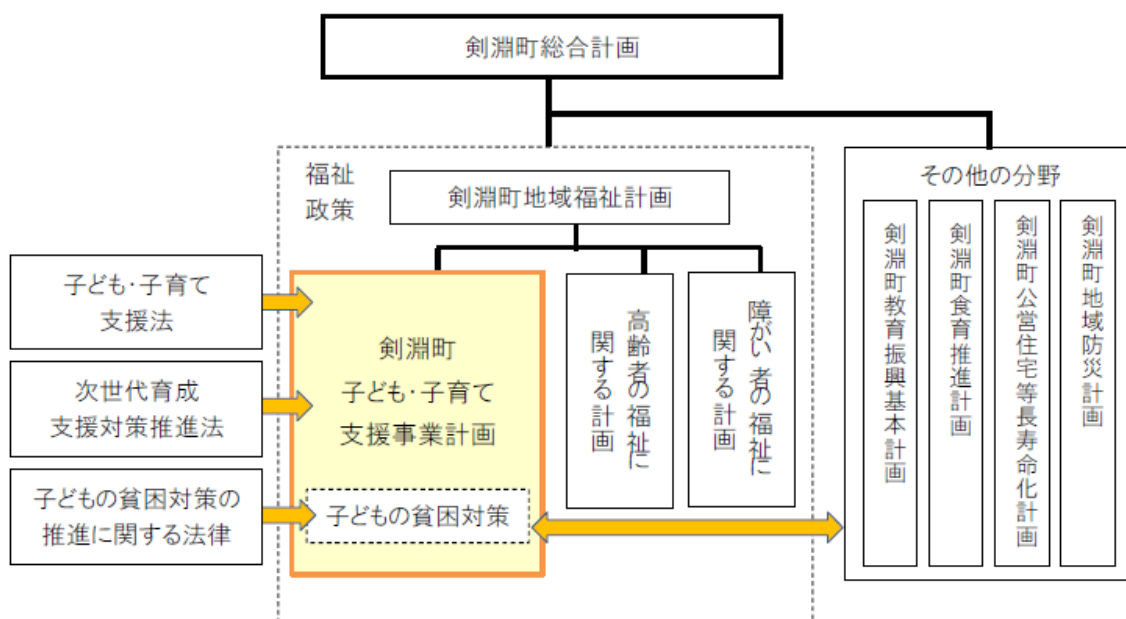 剣淵町総合計画
福祉
政策
剣淵町地域福祉計画
その他の分野
子ども・子育て
支援法
次世代育成
支援対策推進法
子どもの貧困対策の
推進に関する法律
剣淵町
子ども・子育て
支援事業計画
子どもの貧困対策
高齢者の福祉に
関する計画
障がい者の福祉に
関する計画
剣淵町教育振興基本計画
剣淵町食育推進計画
剣淵町公営住宅等長寿命化計画
剣淵町地域防災計画